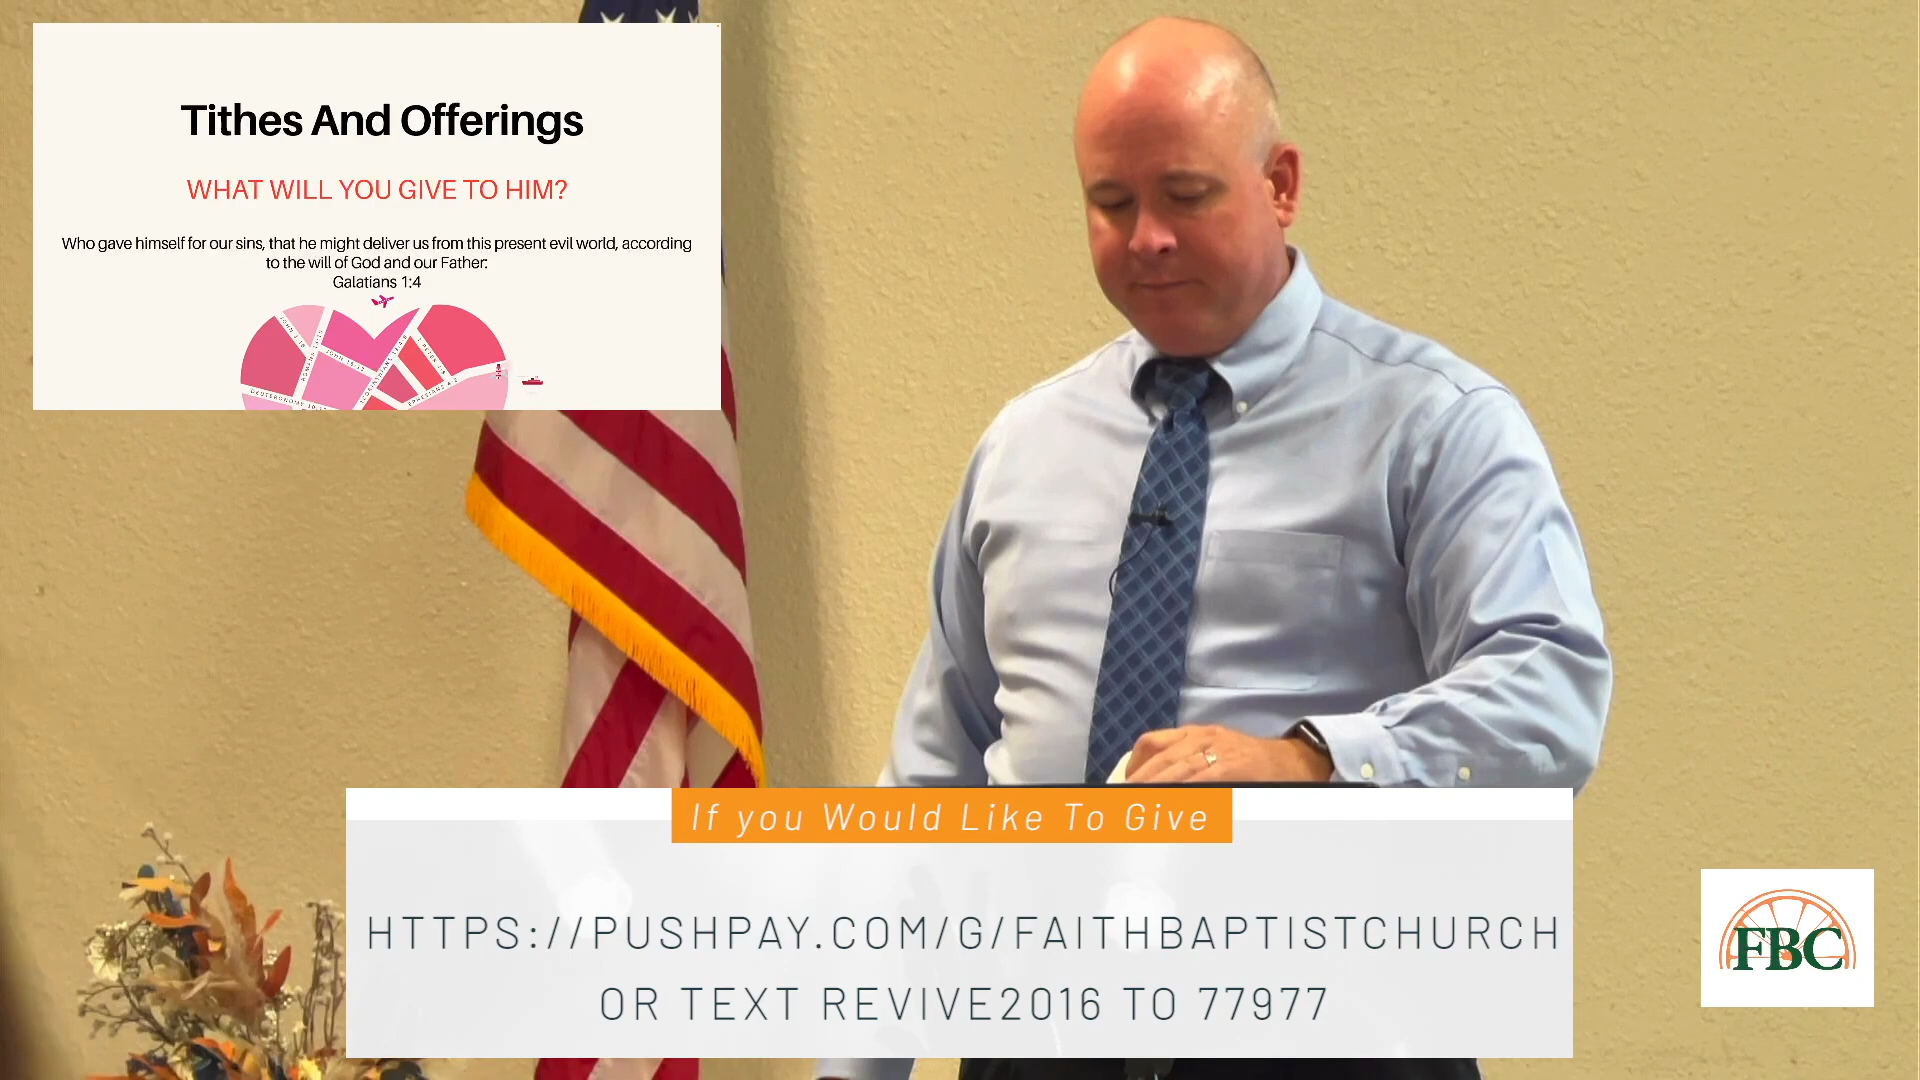 Tithes And Offerings
WHAT WILL YOU GIVE TO HIM?
Who gave himself for our sins, that he might deliver us from this present evil world, according
to the will of God and our Father:
Galatians 1:4
If you Would Like To Give
HTTPS://PUSHPAY.COM/G/FAITHBAPTISTCHURCH
OR TEXT REVIVE2016 TO 77977
FBC